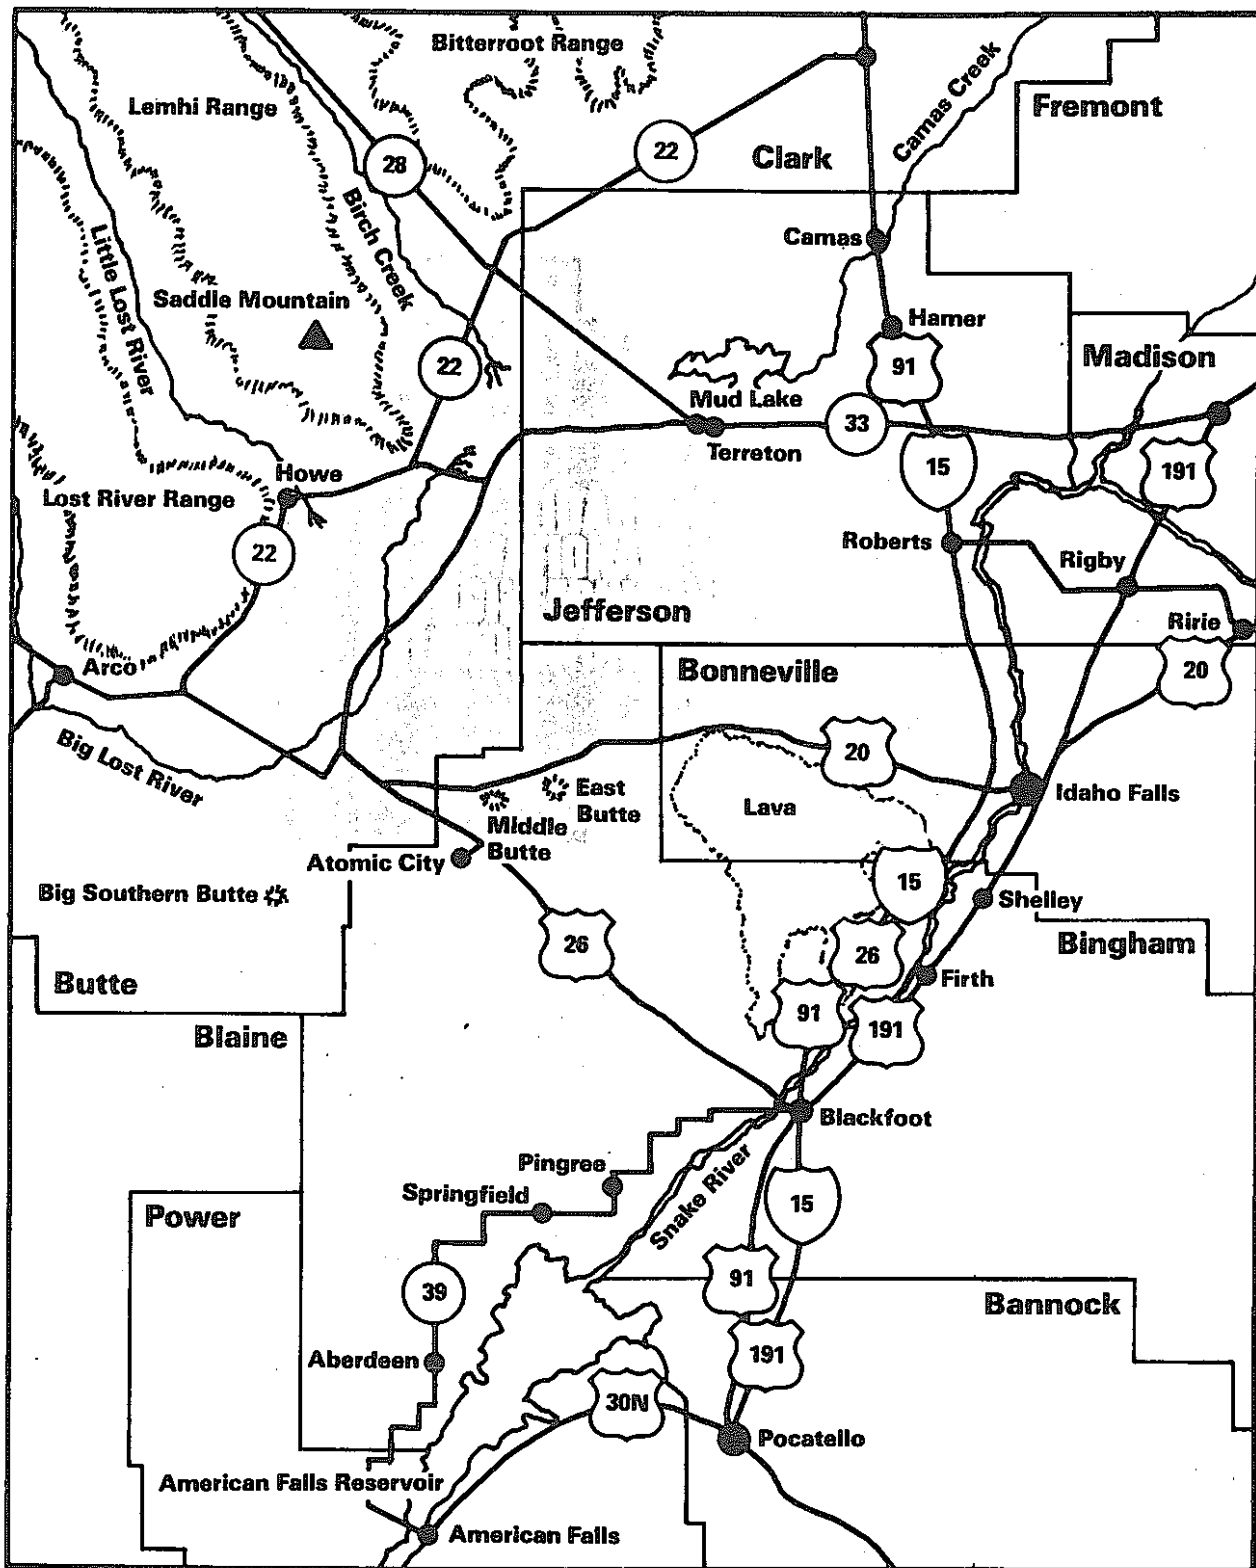 Bitterroot Range
Lemhi Range
Camas Creek
Fremont
28
22
Clark
Birch Creek
Little Lost River
Camas
Saddle Mountain
Hamer
22
91
Madison
Mud Lake
33
Terreton
15
191
Howe
Lost River Range
22
Roberts
Rigby
Jefferson
Ririe
Arco
Bonneville
20
Big Lost River
20
East
Butte
Lava
Idaho Falls
Middle
Butte
Atomic City
15
Big Southern Butte
Shelley
26
26
Bingham
Butte
Firth
91
191
Blaine
Blackfoot
Pingree
Snake River
Springfield
15
Power
91
39
Bannock
191
Aberdeen
30N
Pocatello
American Falls Reservoir
American Falls